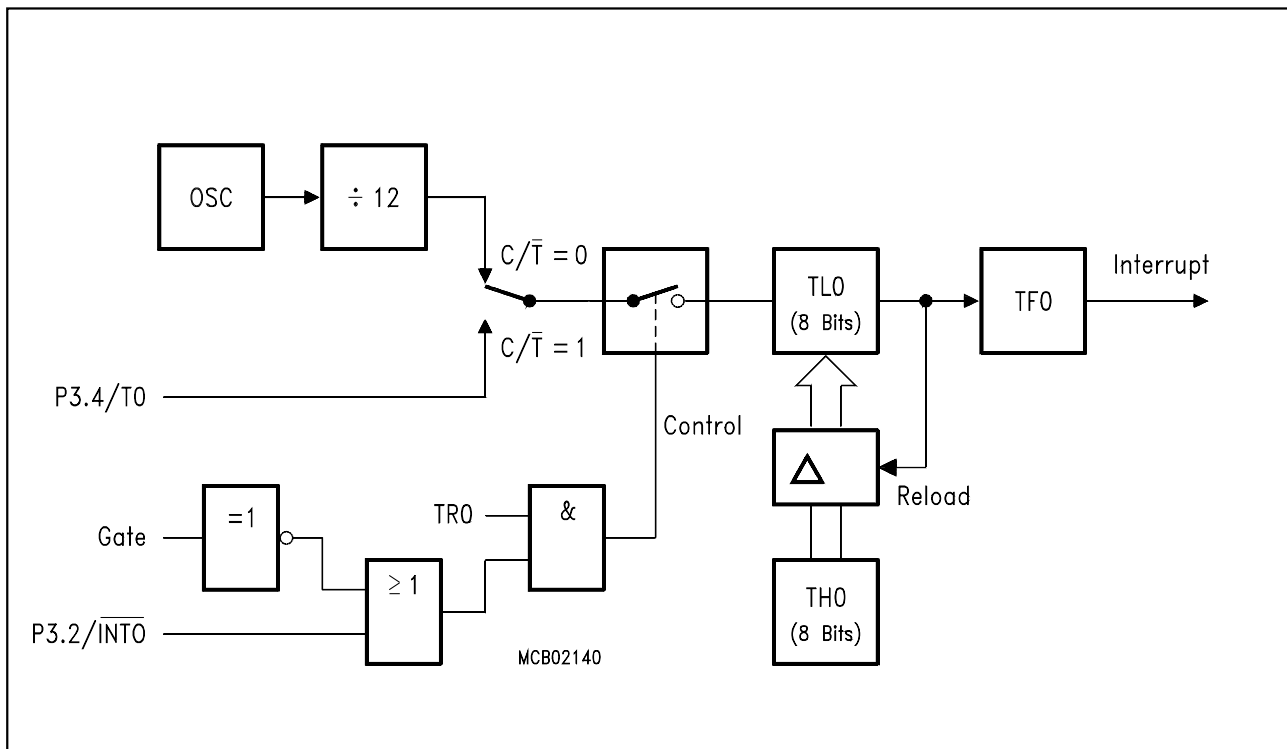 OSC
÷ 12
C/T̅ = 0
C/T̅ = 1
P3.4/T0
TL0
(8 Bits)
TF0
Interrupt
Control
Reload
Gate
=1
TR0
&
≥ 1
P3.2/I̅N̅T̅0̅
TH0
(8 Bits)
MCB02140